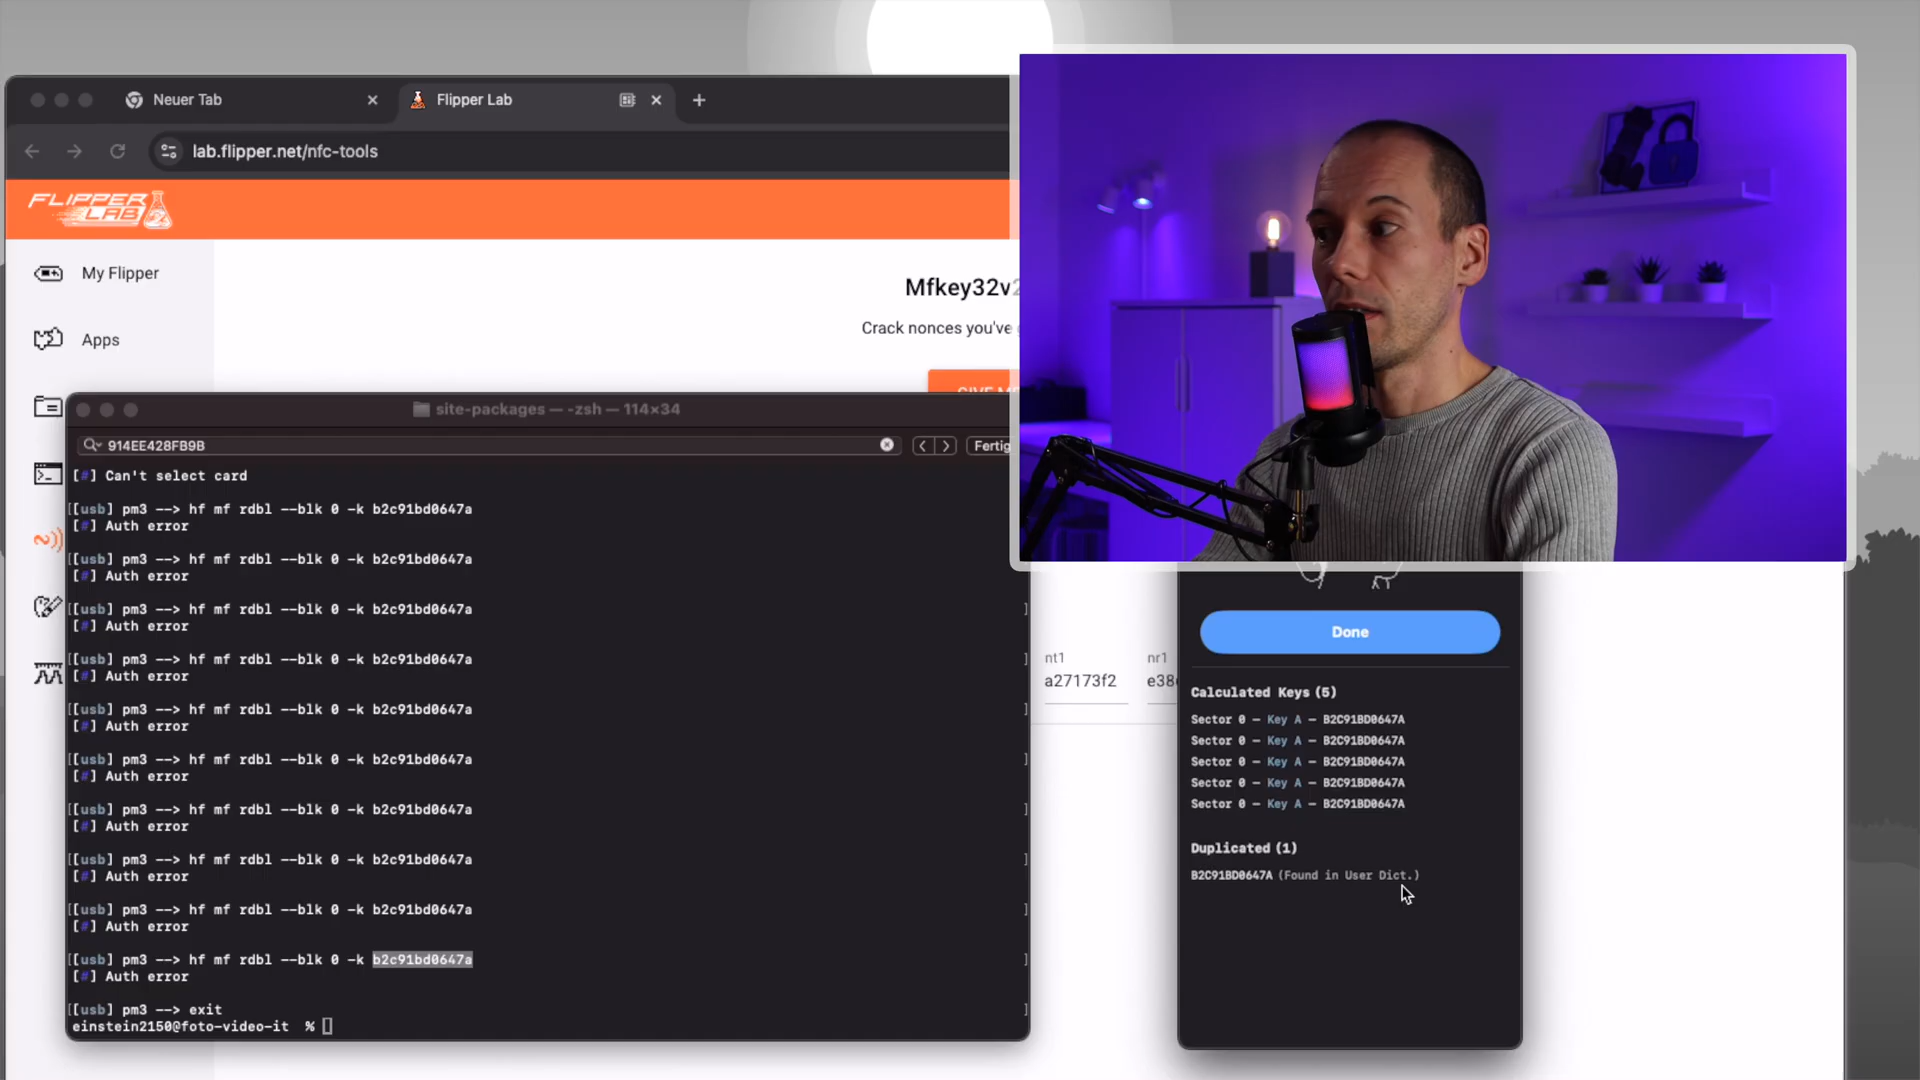 Neuer Tab
Flipper Lab
lab.flipper.net/nfc-tools
FLIPPER
LAB
My Flipper
Mfkey32v2
Crack nonces you've
Apps
GIVE ME
site-packages — -zsh — 114×34
914EE428FB9B
Fertig
[#] Can't select card
[[usb] pm3 --> hf mf rdbl --blk 0 -k b2c91bd0647a
[#] Auth error
[[usb] pm3 --> hf mf rdbl --blk 0 -k b2c91bd0647a
[#] Auth error
[[usb] pm3 --> hf mf rdbl --blk 0 -k b2c91bd0647a ]
[#] Auth error
[[usb] pm3 --> hf mf rdbl --blk 0 -k b2c91bd0647a ]
[#] Auth error
[[usb] pm3 --> hf mf rdbl --blk 0 -k b2c91bd0647a ]
[#] Auth error
[[usb] pm3 --> hf mf rdbl --blk 0 -k b2c91bd0647a ]
[#] Auth error
[[usb] pm3 --> hf mf rdbl --blk 0 -k b2c91bd0647a ]
[#] Auth error
[[usb] pm3 --> hf mf rdbl --blk 0 -k b2c91bd0647a ]
[#] Auth error
[[usb] pm3 --> hf mf rdbl --blk 0 -k b2c91bd0647a ]
[#] Auth error
[[usb] pm3 --> hf mf rdbl --blk 0 -k b2c91bd0647a ]
[#] Auth error
[[usb] pm3 --> exit ]
einstein2150@foto-video-it %
nt1 nr1
a27173f2 e38
Done
Calculated Keys (5)
Sector 0 — Key A — B2C91BD0647A
Sector 0 — Key A — B2C91BD0647A
Sector 0 — Key A — B2C91BD0647A
Sector 0 — Key A — B2C91BD0647A
Sector 0 — Key A — B2C91BD0647A
Duplicated (1)
B2C91BD0647A (Found in User Dict.)